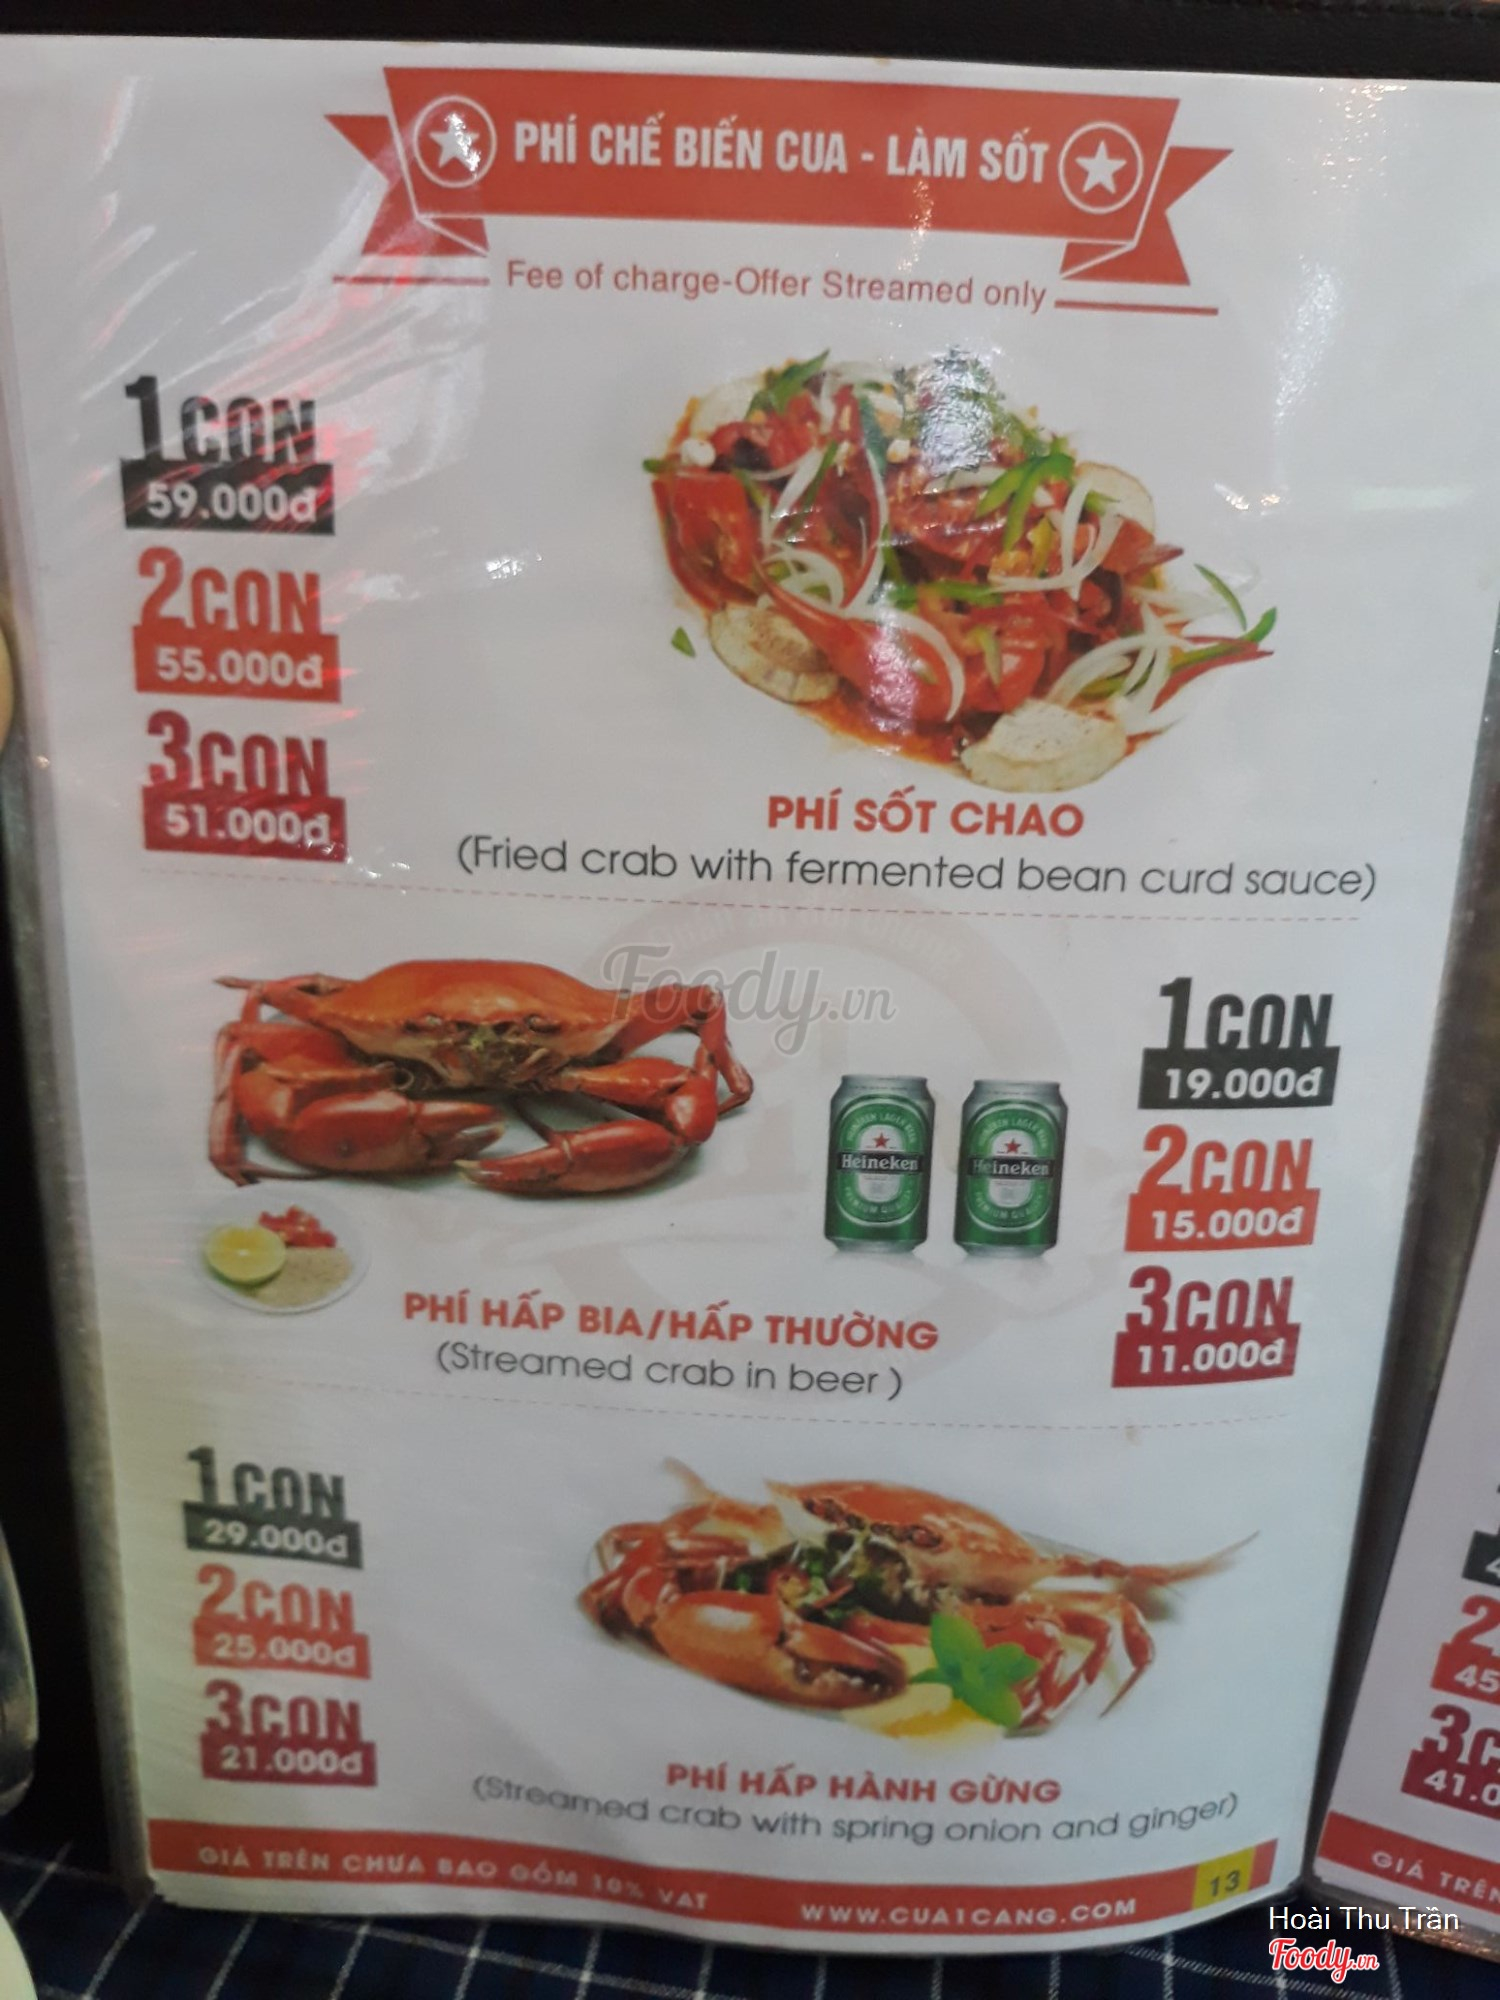 PHÍ CHẾ BIẾN CUA - LÀM SỐT
Fee of charge-Offer Streamed only
1CON
59.000đ
2CON
55.000đ
3CON
51.000đ
PHÍ SỐT CHAO
(Fried crab with fermented bean curd sauce)
Foody.vn
1CON
19.000đ
2CON
15.000đ
3CON
11.000đ
Heineken
Heineken
PHÍ HẤP BIA/HẤP THƯỜNG
(Streamed crab in beer )
1CON
29.000đ
2CON
25.000đ
3CON
21.000đ
PHÍ HẤP HÀNH GỪNG
(Streamed crab with spring onion and ginger)
GIÁ TRÊN CHƯA BAO GỒM 10% VAT
WWW.CUA1CANG.COM
13
GIÁ TRÊN
Hoài Thu Trần
Foody.vn